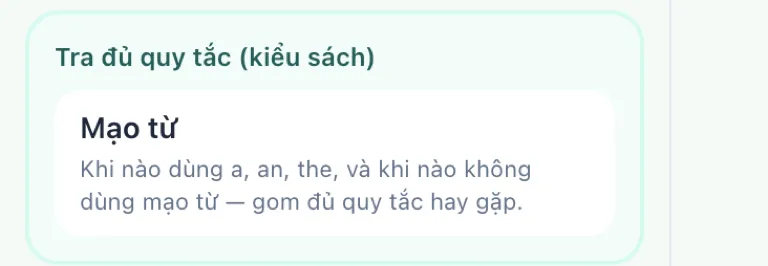 Tra đủ quy tắc (kiểu sách)
Mạo từ
Khi nào dùng a, an, the, và khi nào không
dùng mạo từ — gom đủ quy tắc hay gặp.